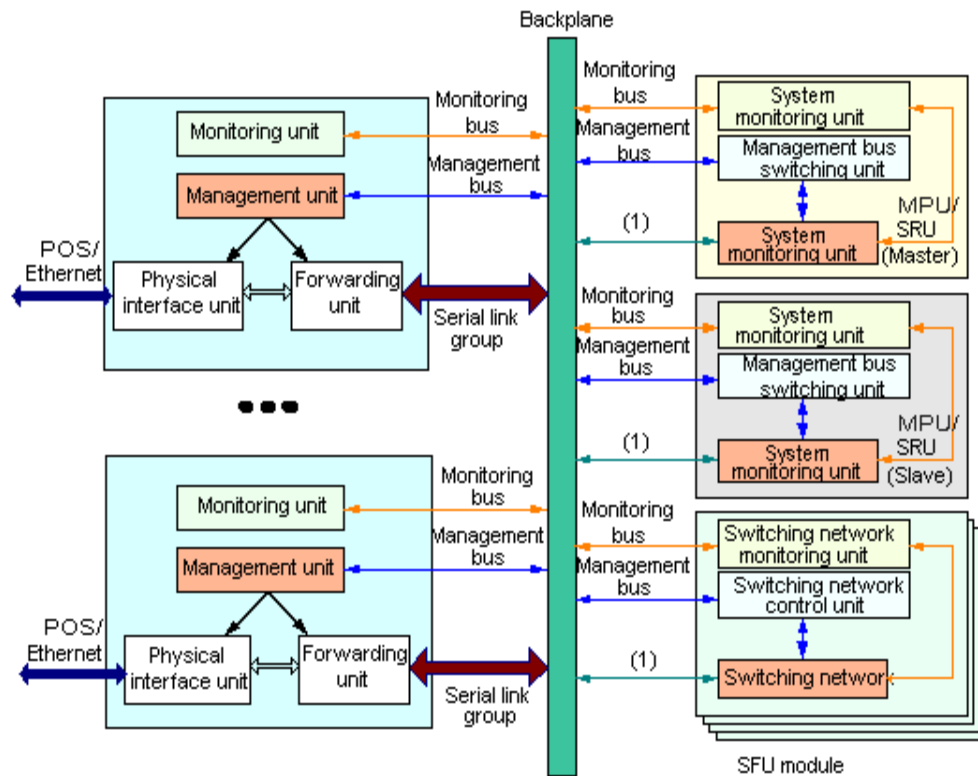 Backplane
Monitoring unit
Management unit
Physical
interface unit
Forwarding
unit
POS/
Ethernet
Monitoring
bus
Management
bus
Serial link
group
Monitoring
bus
Management
bus
(1)
System
monitoring unit
Management bus
switching unit
System
monitoring unit
MPU/
SRU
(Master)
Monitoring
bus
Management
bus
(1)
System
monitoring unit
Management bus
switching unit
System
monitoring unit
MPU/
SRU
(Slave)
Monitoring unit
Management unit
Physical
interface unit
Forwarding
unit
POS/
Ethernet
Monitoring
bus
Management
bus
Serial link
group
Monitoring
bus
Management
bus
(1)
Switching network
monitoring unit
Switching network
control unit
Switching network
SFU module